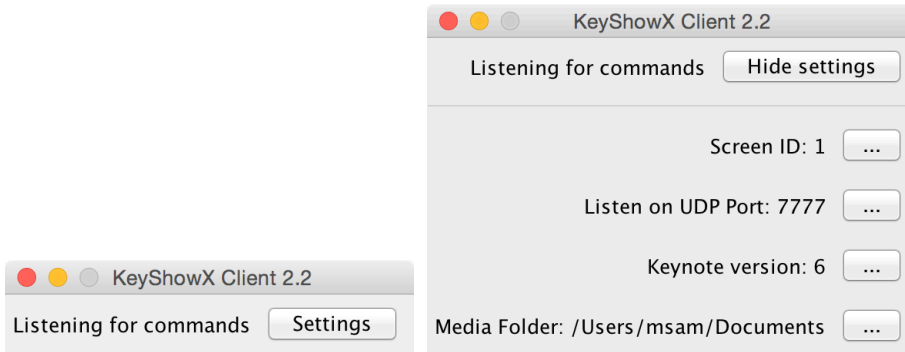 KeyShowX Client 2.2
Listening for commands Settings
KeyShowX Client 2.2
Listening for commands Hide settings
Screen ID: 1 ...
Listen on UDP Port: 7777 ...
Keynote version: 6 ...
Media Folder: /Users/msam/Documents ...